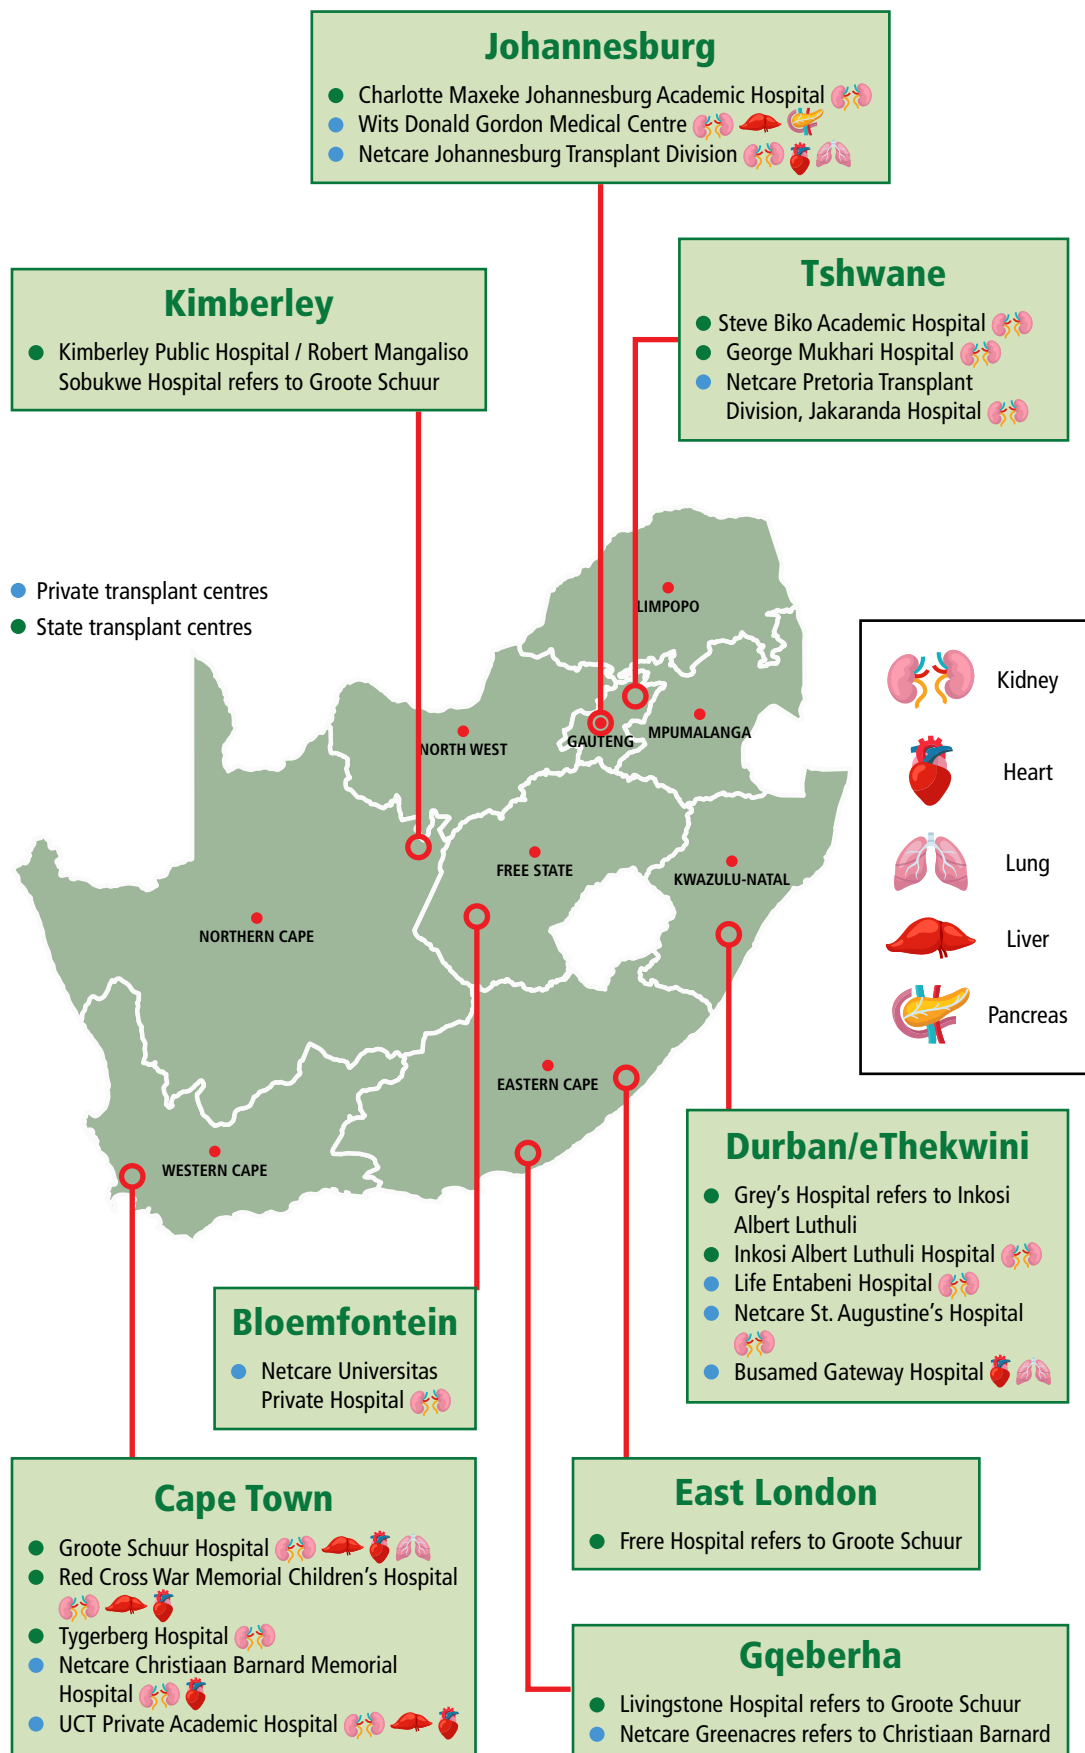 Johannesburg
Charlotte Maxeke Johannesburg Academic Hospital
Wits Donald Gordon Medical Centre
Netcare Johannesburg Transplant Division
Kimberley
Kimberley Public Hospital / Robert Mangaliso
Sobukwe Hospital refers to Groote Schuur
Tshwane
Steve Biko Academic Hospital
George Mukhari Hospital
Netcare Pretoria Transplant
Division, Jakaranda Hospital
Private transplant centres
State transplant centres
LIMPOPO
NORTH WEST
GAUTENG
MPUMALANGA
FREE STATE
KWAZULU-NATAL
NORTHERN CAPE
EASTERN CAPE
WESTERN CAPE
Kidney
Heart
Lung
Liver
Pancreas
Durban/eThekwini
Grey’s Hospital refers to Inkosi
Albert Luthuli
Inkosi Albert Luthuli Hospital
Life Entabeni Hospital
Netcare St. Augustine’s Hospital
Busamed Gateway Hospital
Bloemfontein
Netcare Universitas
Private Hospital
Cape Town
Groote Schuur Hospital
Red Cross War Memorial Children’s Hospital
Tygerberg Hospital
Netcare Christiaan Barnard Memorial
Hospital
UCT Private Academic Hospital
East London
Frere Hospital refers to Groote Schuur
Gqeberha
Livingstone Hospital refers to Groote Schuur
Netcare Greenacres refers to Christiaan Barnard